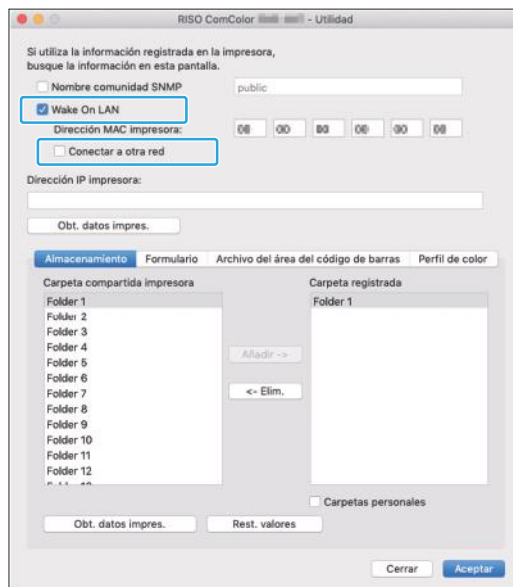 RISO ComColor - Utilidad
Si utiliza la información registrada en la impresora,
busque la información en esta pantalla.
Nombre comunidad SNMP
public
Wake On LAN
Dirección MAC impresora:
Conectar a otra red
Dirección IP impresora:
Obt. datos impres.
Almacenamiento Formulario Archivo del área del código de barras Perfil de color
Carpeta compartida impresora
Carpeta registrada
Folder 1
Folder 2
Folder 3
Folder 4
Folder 5
Folder 6
Folder 7
Folder 8
Folder 9
Folder 10
Folder 11
Folder 12
Añadir ->
<- Elim.
Folder 1
Carpetas personales
Obt. datos impres.
Rest. valores
Cerrar
Aceptar